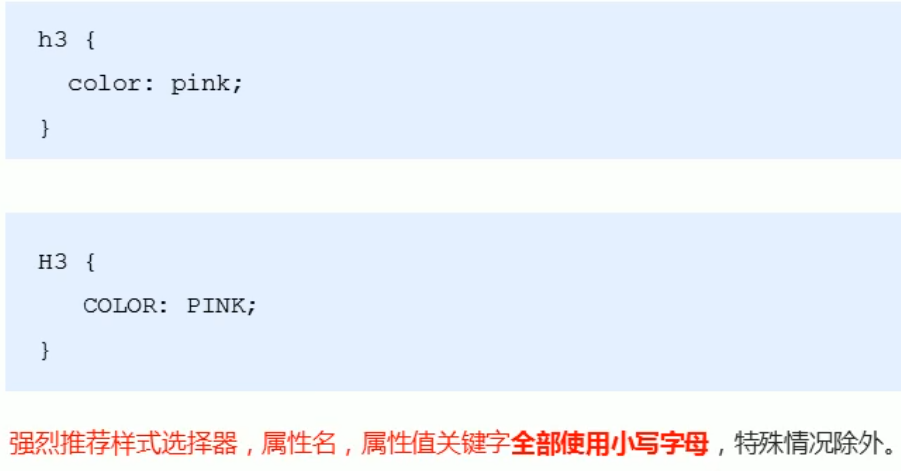 h3 {
color: pink;
}
H3 {
COLOR: PINK;
}
强烈推荐样式选择器，属性名，属性值关键字全部使用小写字母，特殊情况除外。